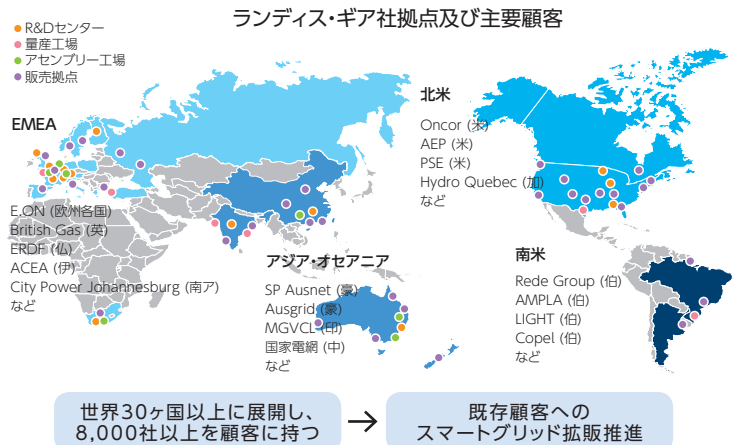 ランディス・ギア社拠点及び主要顧客
R&Dセンター
量産工場
アセンブリー工場
販売拠点
EMEA
E.ON (欧州各国)
British Gas (英)
ERDF (仏)
ACEA (伊)
City Power Johannesburg (南ア)
など
アジア・オセアニア
SP Ausnet (豪)
Ausgrid (豪)
MGVCL (印)
国家電網 (中)
など
北米
Oncor (米)
AEP (米)
PSE (米)
Hydro Quebec (加)
など
南米
Rede Group (伯)
AMPLA (伯)
LIGHT (伯)
Copel (伯)
など
世界30ヶ国以上に展開し、
8,000社以上を顧客に持つ
→
既存顧客への
スマートグリッド拡販推進